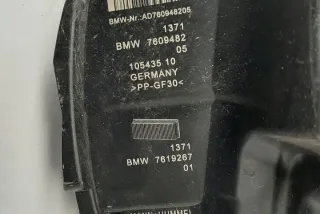 BMW-Nr.:AD760948205
1371
BMW 7609482
05
105435 10
GERMANY
>PP-GF30<
1371
BMW 7619267
01